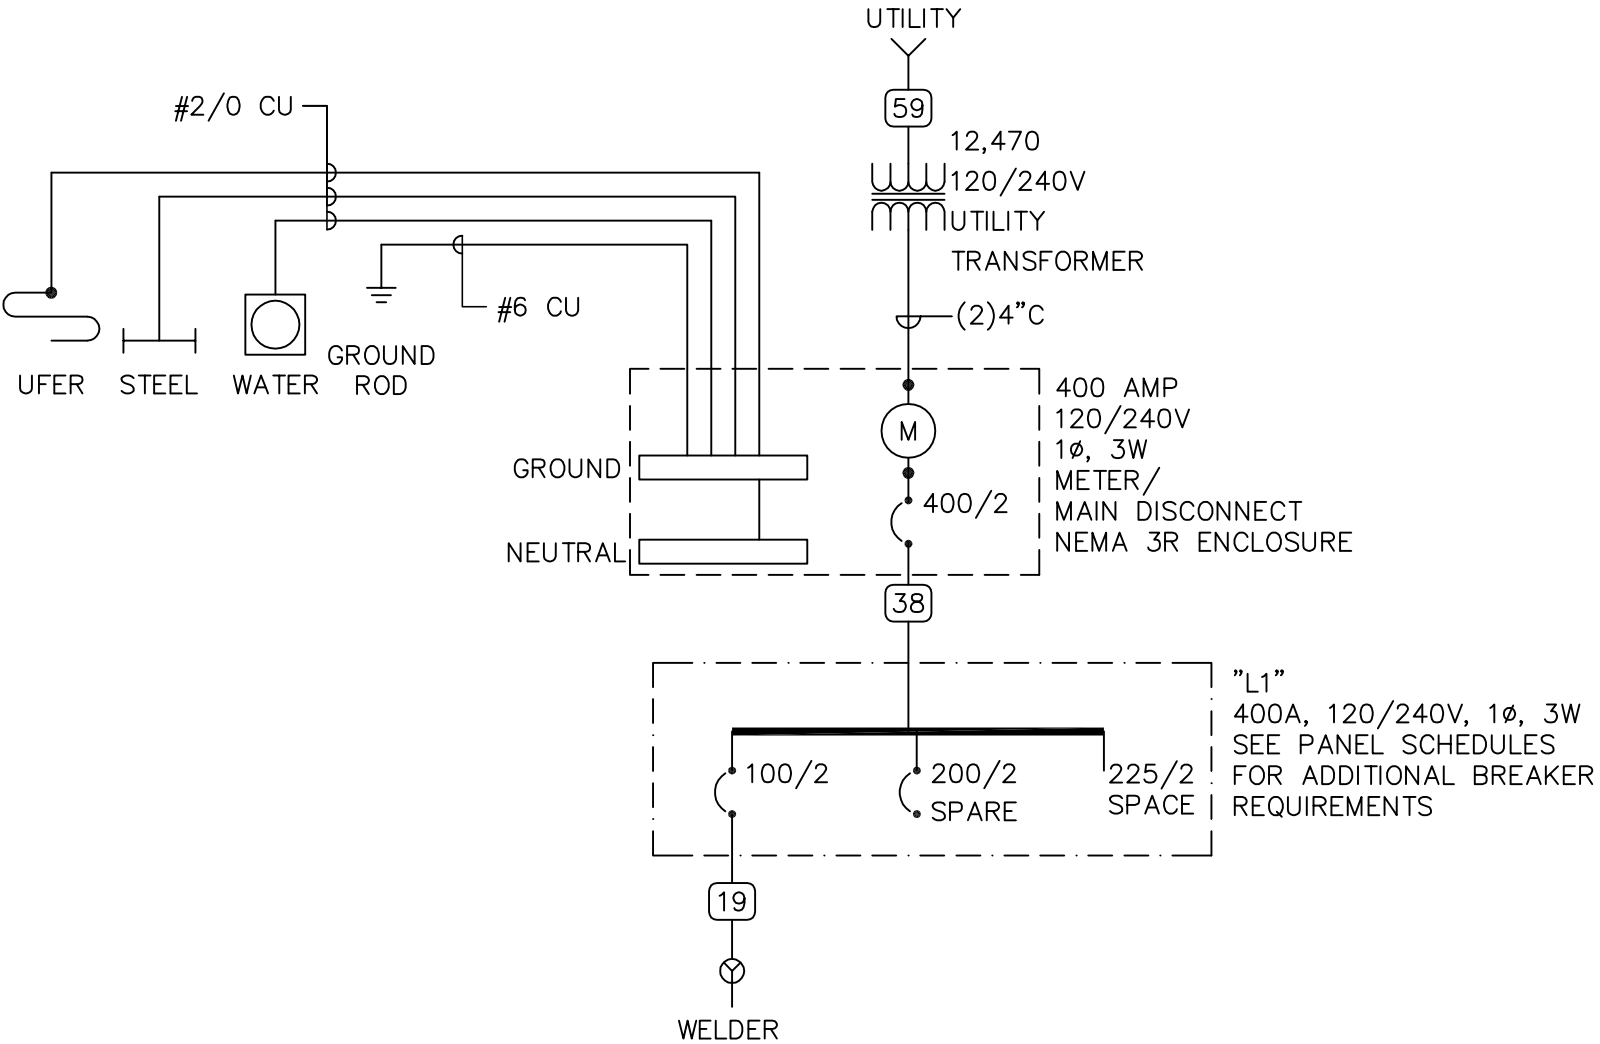 UTILITY
59
12,470
120/240V
UTILITY
TRANSFORMER
(2)4"C
#2/0 CU
#6 CU
UFER
STEEL
WATER
GROUND
ROD
GROUND
NEUTRAL
M
400/2
400 AMP
120/240V
1ø, 3W
METER/
MAIN DISCONNECT
NEMA 3R ENCLOSURE
38
"L1"
400A, 120/240V, 1ø, 3W
SEE PANEL SCHEDULES
FOR ADDITIONAL BREAKER
REQUIREMENTS
100/2
200/2
SPARE
225/2
SPACE
19
WELDER